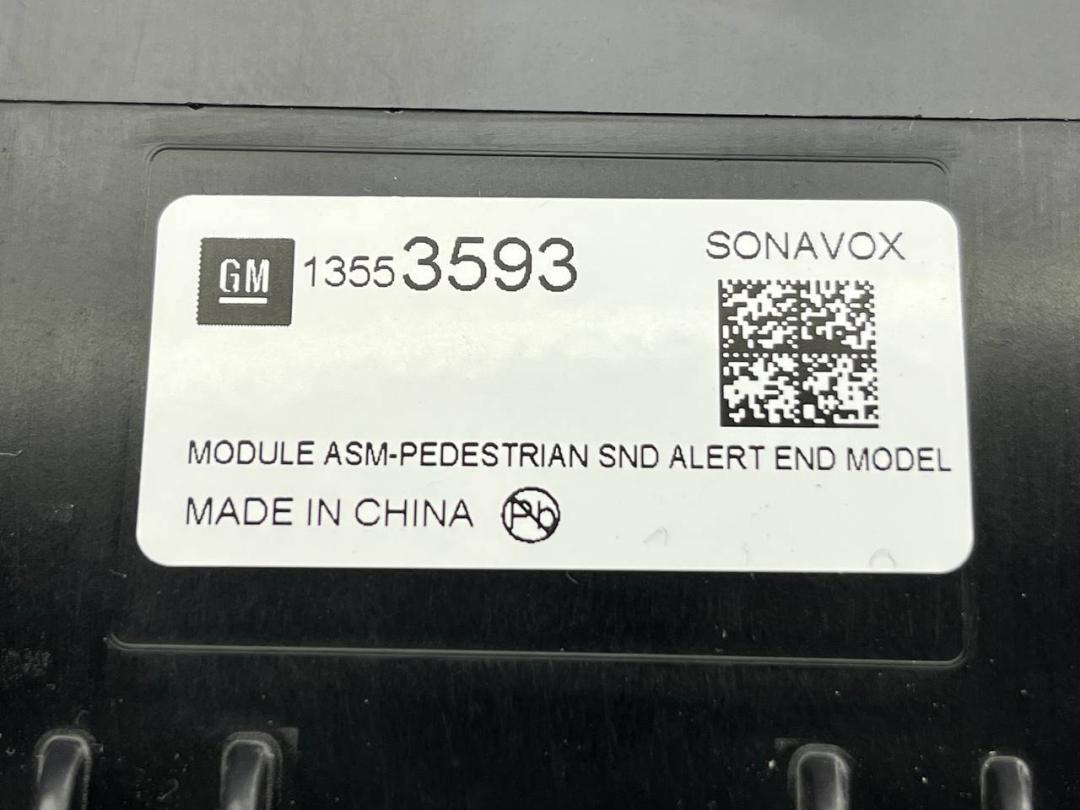 GM 13553593 SONAVOX
MODULE ASM-PEDESTRIAN SND ALERT END MODEL
MADE IN CHINA Pb